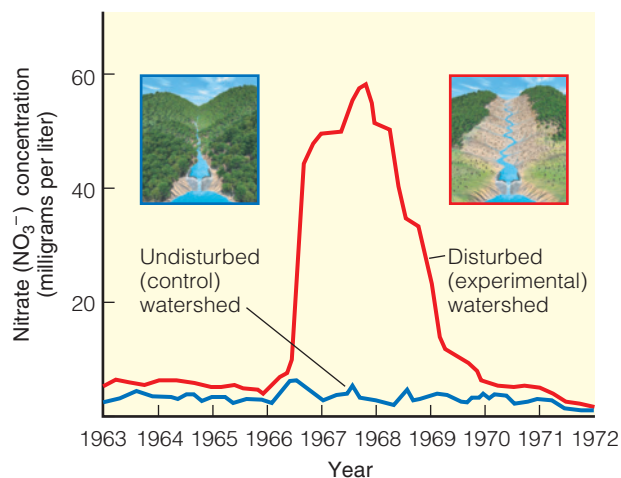 Nitrate (NO₃⁻) concentration
(milligrams per liter)
60
40
20
Undisturbed
(control)
watershed
Disturbed
(experimental)
watershed
1963 1964 1965 1966 1967 1968 1969 1970 1971 1972
Year